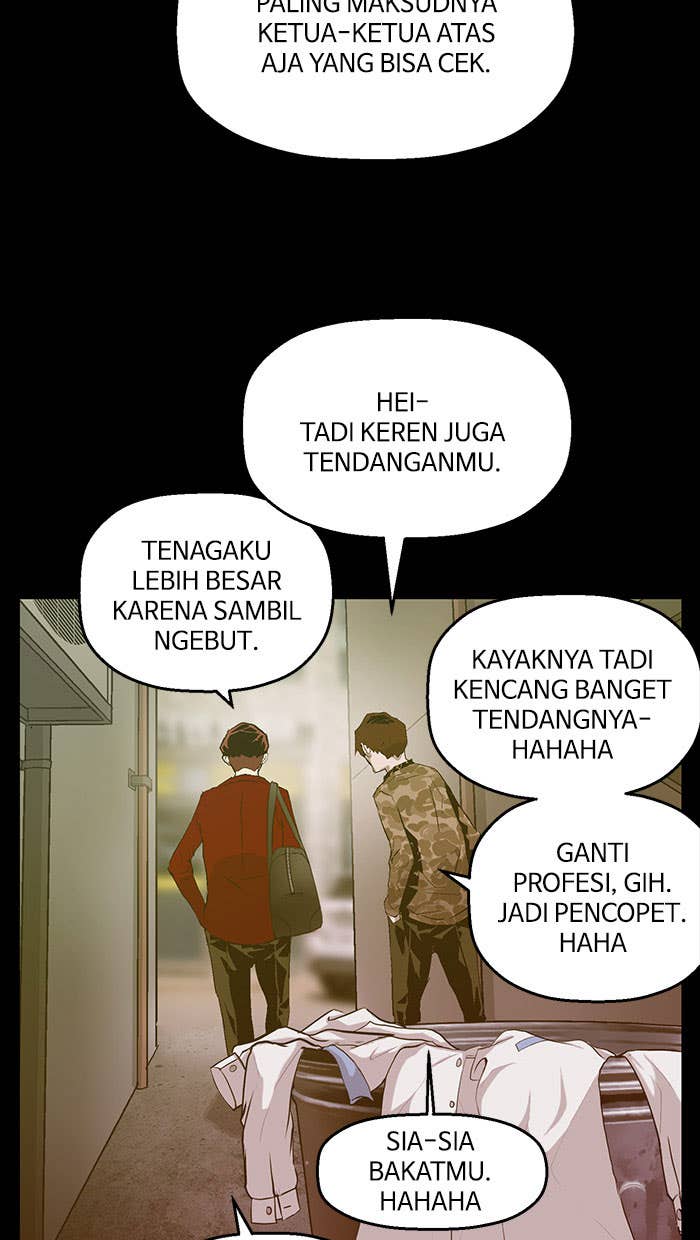 PALING MAKSUDNYA
KETUA-KETUA ATAS
AJA YANG BISA CEK.
HEI-
TADI KEREN JUGA
TENDANGANMU.
TENAGAKU
LEBIH BESAR
KARENA SAMBIL
NGEBUT.
KAYAKNYA TADI
KENCANG BANGET
TENDANGNYA-
HAHAHA
GANTI
PROFESI, GIH.
JADI PENCOPET.
HAHA
SIA-SIA
BAKATMU.
HAHAHA